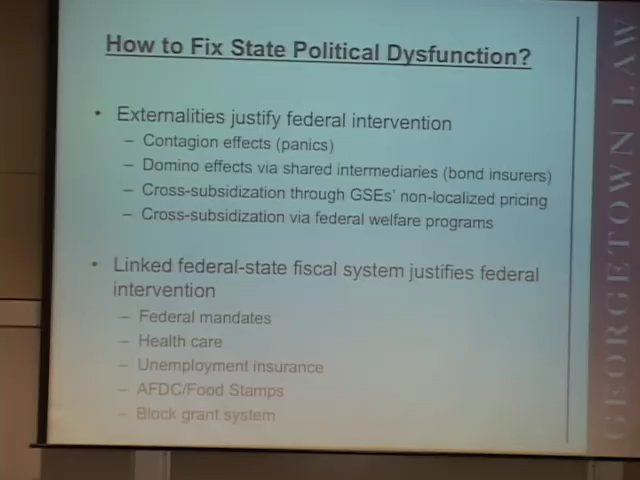 How to Fix State Political Dysfunction?
• Externalities justify federal intervention
– Contagion effects (panics)
– Domino effects via shared intermediaries (bond insurers)
– Cross-subsidization through GSEs' non-localized pricing
– Cross-subsidization via federal welfare programs
• Linked federal-state fiscal system justifies federal
intervention
– Federal mandates
– Health care
– Unemployment insurance
– AFDC/Food Stamps
– Block grant system
GEORGETOWN LAW